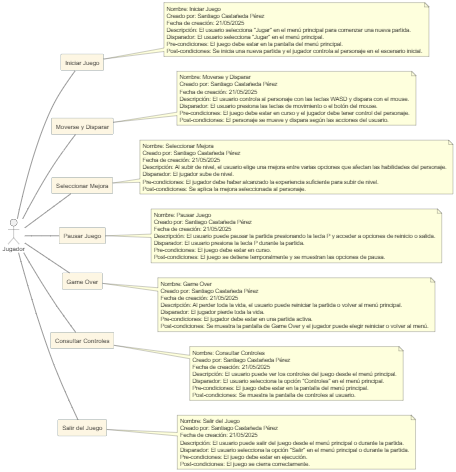 Nombre: Iniciar Juego
Creado por: Santiago Castañeda Pérez
Fecha de creación: 21/05/2025
Descripción: El usuario selecciona "Jugar" en el menú principal para comenzar una nueva partida.
Disparador: El usuario selecciona "Jugar" en el menú principal.
Pre-condiciones: El juego debe estar en la pantalla del menú principal.
Post-condiciones: Se inicia una nueva partida y el jugador controla al personaje en el escenario inicial.
Iniciar Juego
Nombre: Moverse y Disparar
Creado por: Santiago Castañeda Pérez
Fecha de creación: 21/05/2025
Descripción: El usuario controla al personaje con las teclas WASD y dispara con el mouse.
Disparador: El usuario presiona las teclas de movimiento o el botón del mouse.
Pre-condiciones: El juego debe estar en curso y el jugador debe tener control del personaje.
Post-condiciones: El personaje se mueve y dispara según las acciones del usuario.
Moverse y Disparar
Nombre: Seleccionar Mejora
Creado por: Santiago Castañeda Pérez
Fecha de creación: 21/05/2025
Descripción: Al subir de nivel, el usuario elige una mejora entre varias opciones que afectan las habilidades del personaje.
Disparador: El jugador sube de nivel.
Pre-condiciones: El jugador debe haber alcanzado la experiencia suficiente para subir de nivel.
Post-condiciones: Se aplica la mejora seleccionada al personaje.
Seleccionar Mejora
Nombre: Pausar Juego
Creado por: Santiago Castañeda Pérez
Fecha de creación: 21/05/2025
Descripción: El usuario puede pausar la partida presionando la tecla P y acceder a opciones de reinicio o salida.
Disparador: El usuario presiona la tecla P durante la partida.
Pre-condiciones: El juego debe estar en curso.
Post-condiciones: El juego se detiene temporalmente y se muestran las opciones de pausa.
Pausar Juego
Jugador
Nombre: Game Over
Creado por: Santiago Castañeda Pérez
Fecha de creación: 21/05/2025
Descripción: Al perder toda la vida, el usuario puede reiniciar la partida o volver al menú principal.
Disparador: El jugador pierde toda la vida.
Pre-condiciones: El jugador debe estar en una partida activa.
Post-condiciones: Se muestra la pantalla de Game Over y el jugador puede elegir reiniciar o volver al menú.
Game Over
Nombre: Consultar Controles
Creado por: Santiago Castañeda Pérez
Fecha de creación: 21/05/2025
Descripción: El usuario puede ver los controles del juego desde el menú principal.
Disparador: El usuario selecciona la opción "Controles" en el menú principal.
Pre-condiciones: El juego debe estar en la pantalla del menú principal.
Post-condiciones: Se muestra la pantalla de controles al usuario.
Consultar Controles
Nombre: Salir del Juego
Creado por: Santiago Castañeda Pérez
Fecha de creación: 21/05/2025
Descripción: El usuario puede salir del juego desde el menú principal o durante la partida.
Disparador: El usuario selecciona la opción "Salir" en el menú principal o durante la partida.
Pre-condiciones: El juego debe estar en ejecución.
Post-condiciones: El juego se cierra correctamente.
Salir del Juego